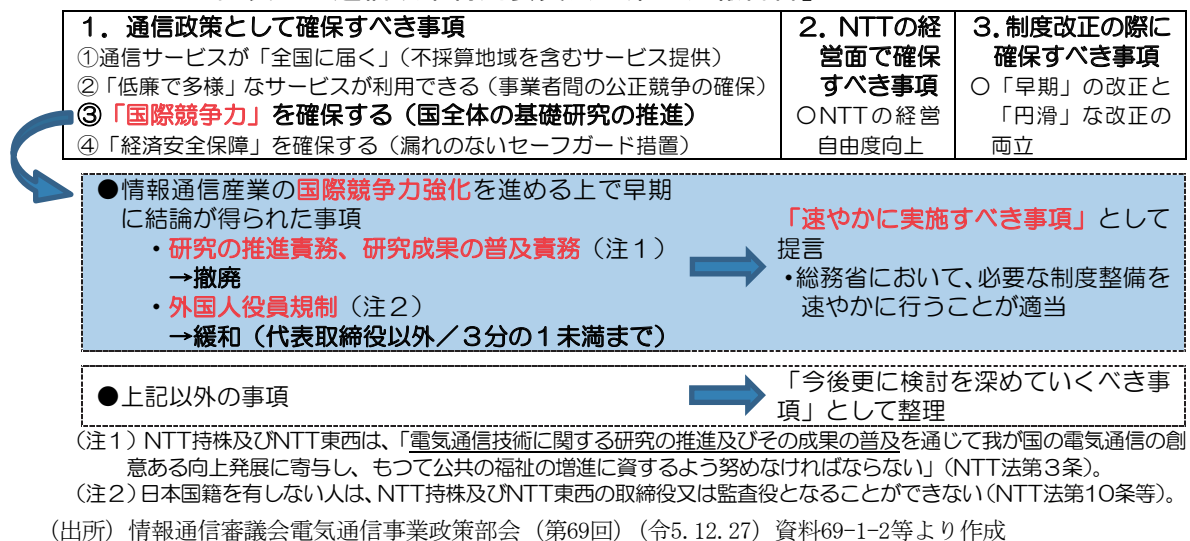 1．通信政策として確保すべき事項
①通信サービスが「全国に届く」（不採算地域を含むサービス提供）
②「低廉で多様」なサービスが利用できる（事業者間の公正競争の確保）
③「国際競争力」を確保する（国全体の基礎研究の推進）
④「経済安全保障」を確保する（漏れのないセーフガード措置）
2．NTTの経
営面で確保
すべき事項
〇NTTの経営
自由度向上
3．制度改正の際に
確保すべき事項
〇「早期」の改正と
「円滑」な改正の
両立
●情報通信産業の国際競争力強化を進める上で早期
に結論が得られた事項
・研究の推進責務、研究成果の普及責務（注１）
→撤廃
・外国人役員規制（注２）
→緩和（代表取締役以外／３分の１未満まで）
「速やかに実施すべき事項」として
提言
・総務省において、必要な制度整備を
速やかに行うことが適当
●上記以外の事項
「今後更に検討を深めていくべき事
項」として整理
（注１）NTT持株及びNTT東西は、「電気通信技術に関する研究の推進及びその成果の普及を通じて我が国の電気通信の創
意ある向上発展に寄与し、もつて公共の福祉の増進に資するよう努めなければならない」（NTT法第３条）。
（注２）日本国籍を有しない人は、NTT持株及びNTT東西の取締役又は監査役となることができない（NTT法第１０条等）。
（出所）情報通信審議会電気通信事業政策部会（第69回）（令5.12.27）資料69-1-2等より作成